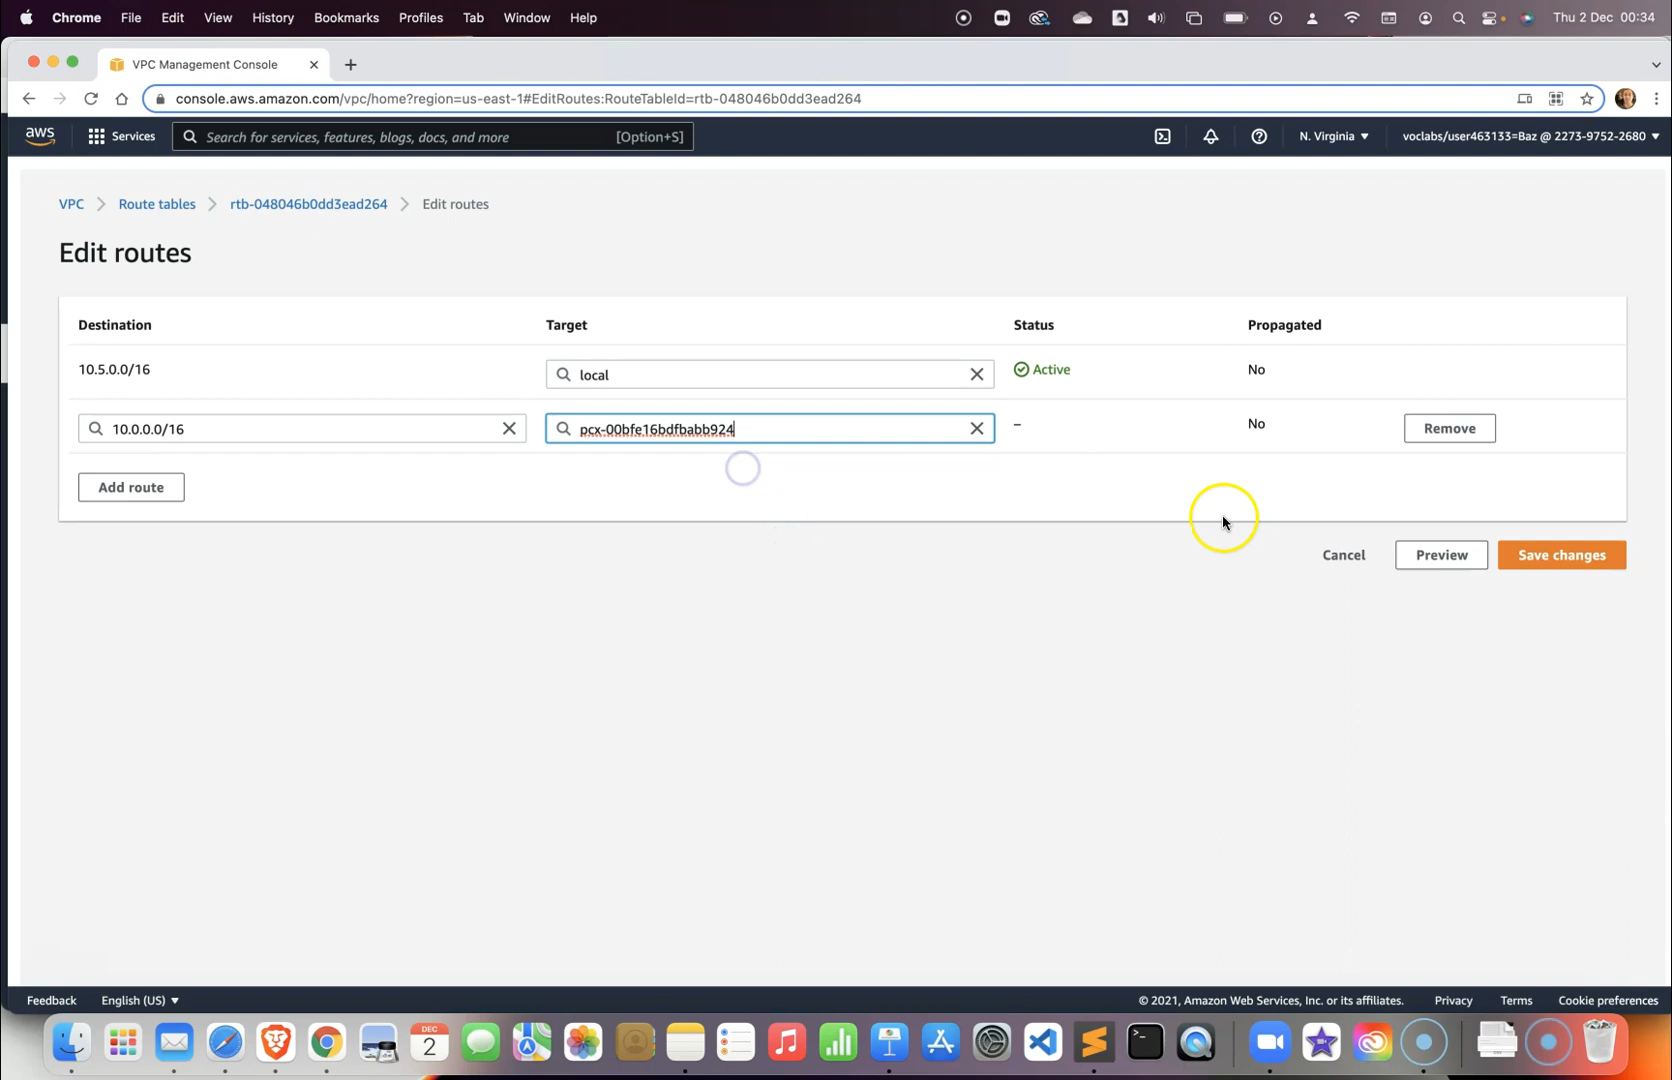 Chrome File Edit View History Bookmarks Profiles Tab Window Help Thu 2 Dec 00:34
VPC Management Console
console.aws.amazon.com/vpc/home?region=us-east-1#EditRoutes:RouteTableId=rtb-048046b0dd3ead264
aws Services Search for services, features, blogs, docs, and more [Option+S] N. Virginia voclabs/user463133=Baz @ 2273-9752-2680
VPC Route tables rtb-048046b0dd3ead264 Edit routes
Edit routes
Destination Target Status Propagated
10.5.0.0/16 local Active No
10.0.0.0/16 pcx-00bfe16bdfbabb924 – No Remove
Add route
Cancel Preview Save changes
Feedback English (US) © 2021, Amazon Web Services, Inc. or its affiliates. Privacy Terms Cookie preferences
DEC
2